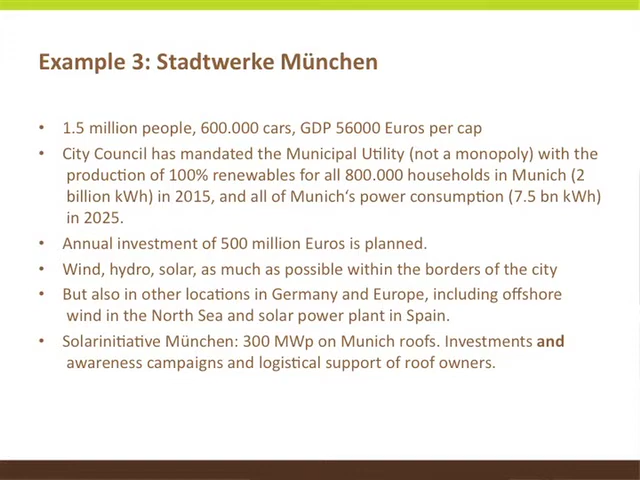 Example 3: Stadtwerke München
• 1.5 million people, 600.000 cars, GDP 56000 Euros per cap
• City Council has mandated the Municipal Utility (not a monopoly) with the
production of 100% renewables for all 800.000 households in Munich (2
billion kWh) in 2015, and all of Munich‘s power consumption (7.5 bn kWh)
in 2025.
• Annual investment of 500 million Euros is planned.
• Wind, hydro, solar, as much as possible within the borders of the city
• But also in other locations in Germany and Europe, including offshore
wind in the North Sea and solar power plant in Spain.
• Solarinitiative München: 300 MWp on Munich roofs. Investments and
awareness campaigns and logistical support of roof owners.